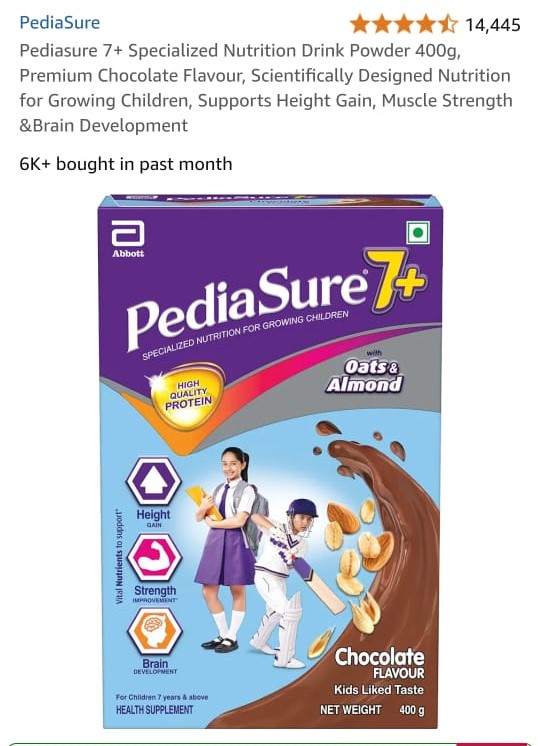 PediaSure
14,445
Pediasure 7+ Specialized Nutrition Drink Powder 400g,
Premium Chocolate Flavour, Scientifically Designed Nutrition
for Growing Children, Supports Height Gain, Muscle Strength
&Brain Development
6K+ bought in past month
Abbott
PediaSure 7+
SPECIALIZED NUTRITION FOR GROWING CHILDREN
with
Oats &
Almond
HIGH
QUALITY
PROTEIN
Vital Nutrients to support*
Height
GAIN
Strength
IMPROVEMENT^
Brain
DEVELOPMENT
Chocolate
FLAVOUR
Kids Liked Taste
For Children 7 years & above
HEALTH SUPPLEMENT
NET WEIGHT 400 g